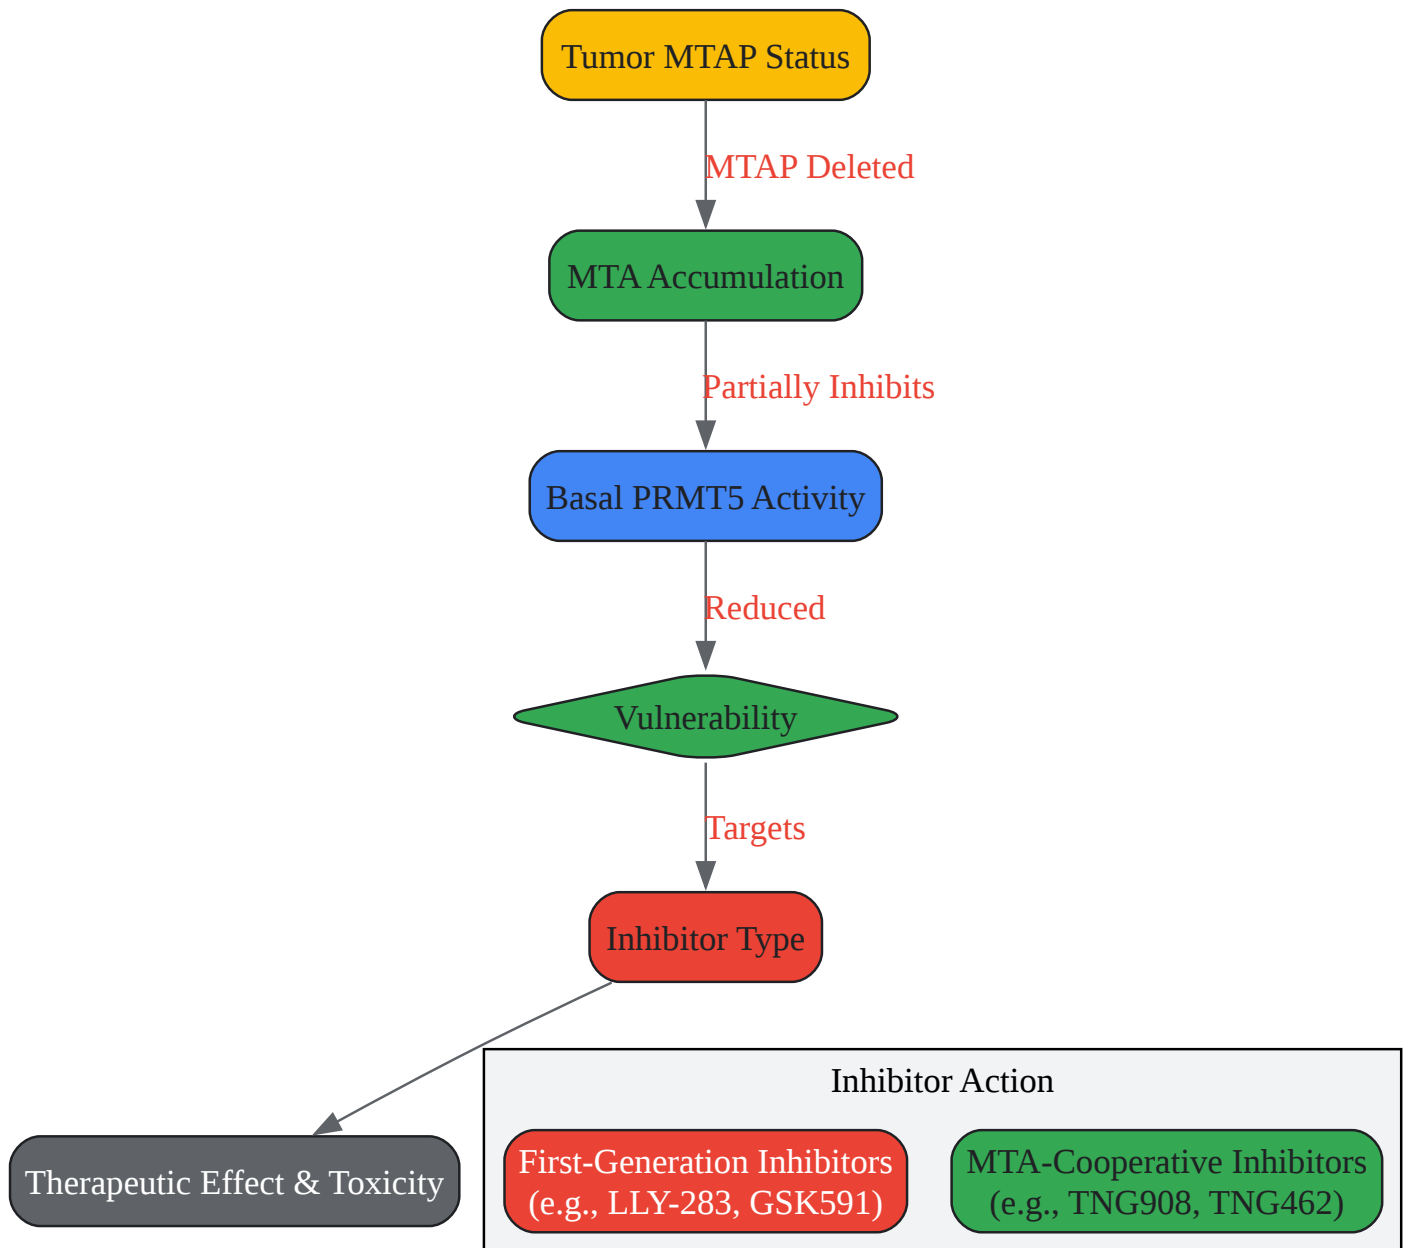 Tumor MTAP Status
MTAP Deleted
MTA Accumulation
Partially Inhibits
Basal PRMT5 Activity
Reduced
Vulnerability
Targets
Inhibitor Type
Inhibitor Action
Therapeutic Effect & Toxicity
First-Generation Inhibitors
(e.g., LLY-283, GSK591)
MTA-Cooperative Inhibitors
(e.g., TNG908, TNG462)